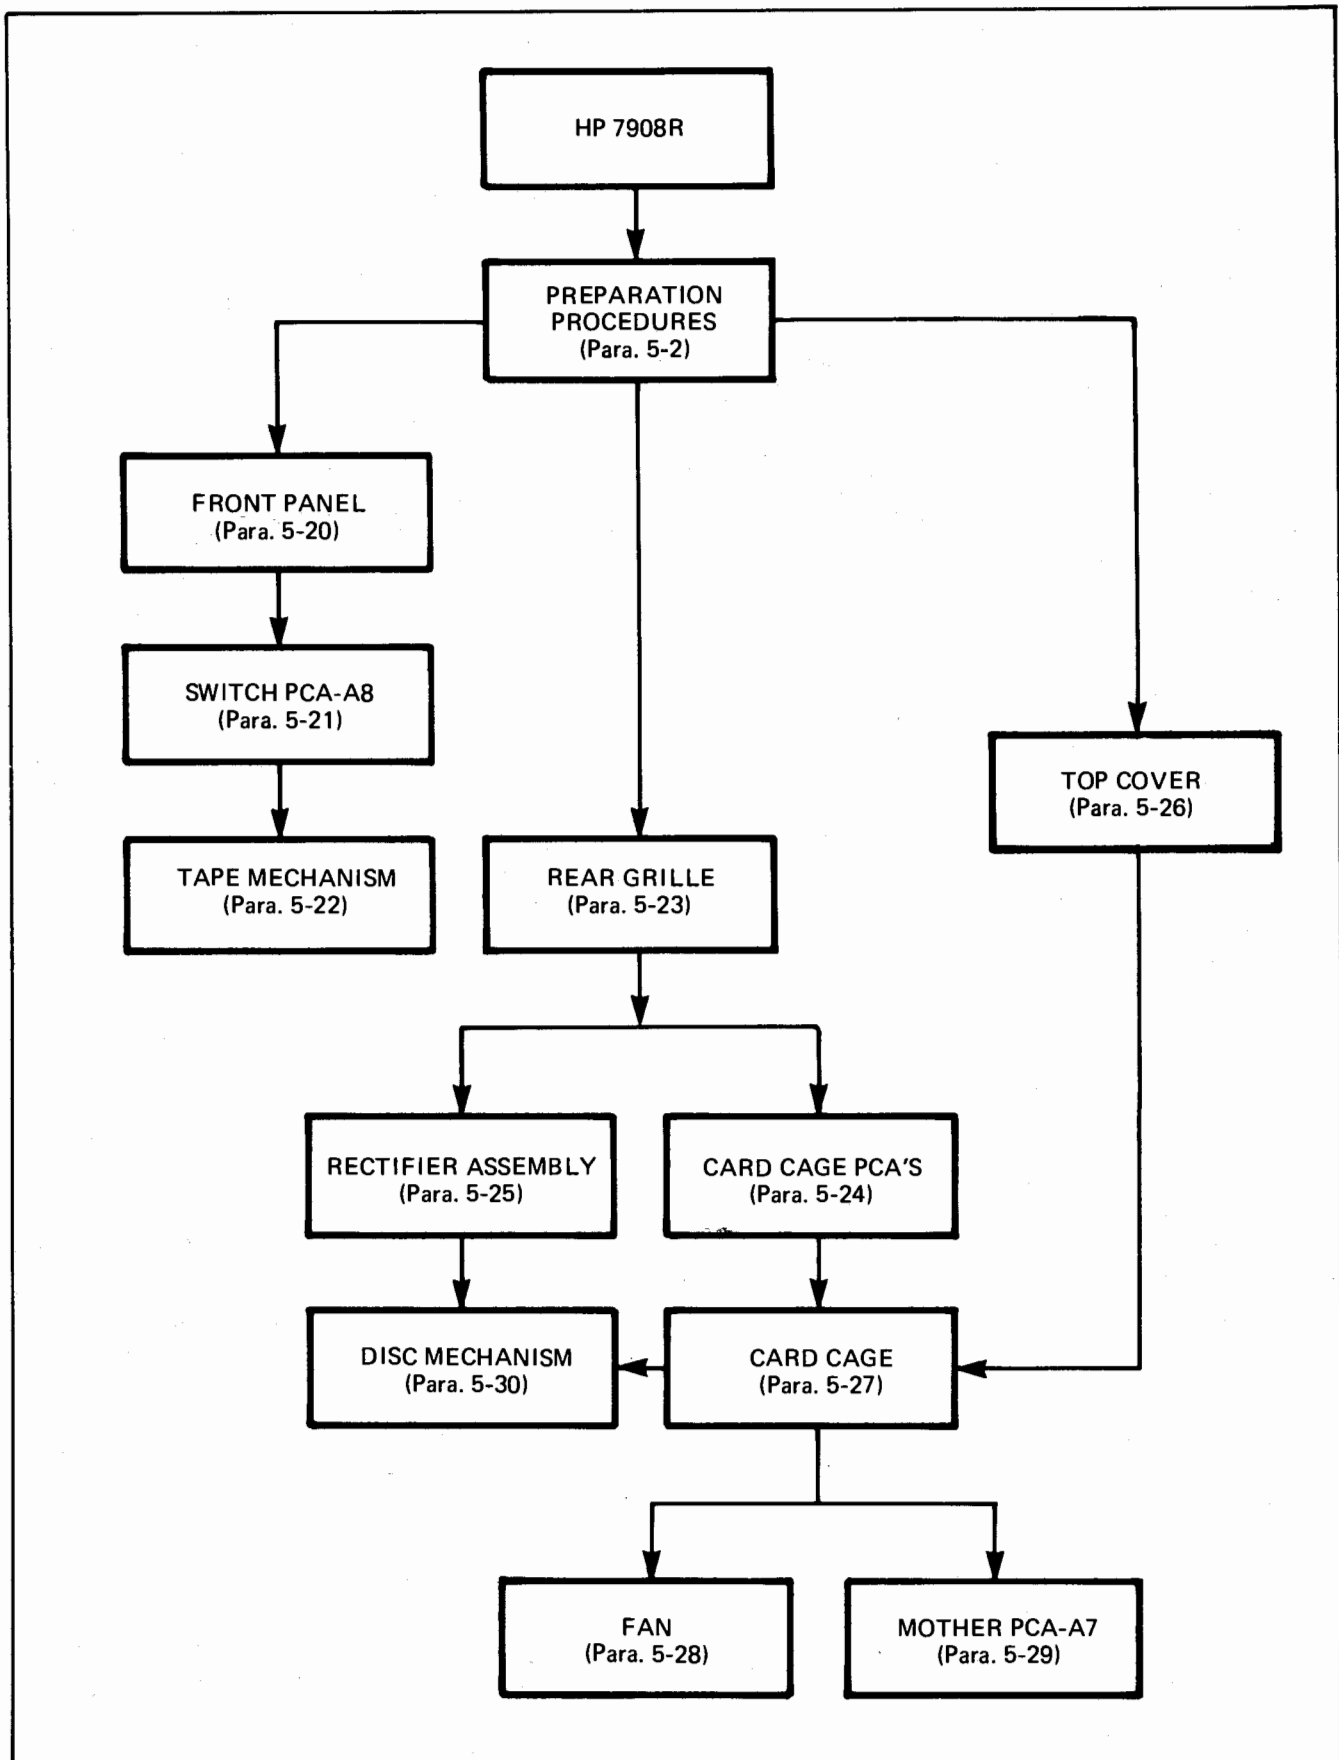 HP 7908R
PREPARATION
PROCEDURES
(Para. 5-2)
FRONT PANEL
(Para. 5-20)
SWITCH PCA-A8
(Para. 5-21)
TOP COVER
(Para. 5-26)
TAPE MECHANISM
(Para. 5-22)
REAR GRILLE
(Para. 5-23)
RECTIFIER ASSEMBLY
(Para. 5-25)
CARD CAGE PCA'S
(Para. 5-24)
DISC MECHANISM
(Para. 5-30)
CARD CAGE
(Para. 5-27)
FAN
(Para. 5-28)
MOTHER PCA-A7
(Para. 5-29)